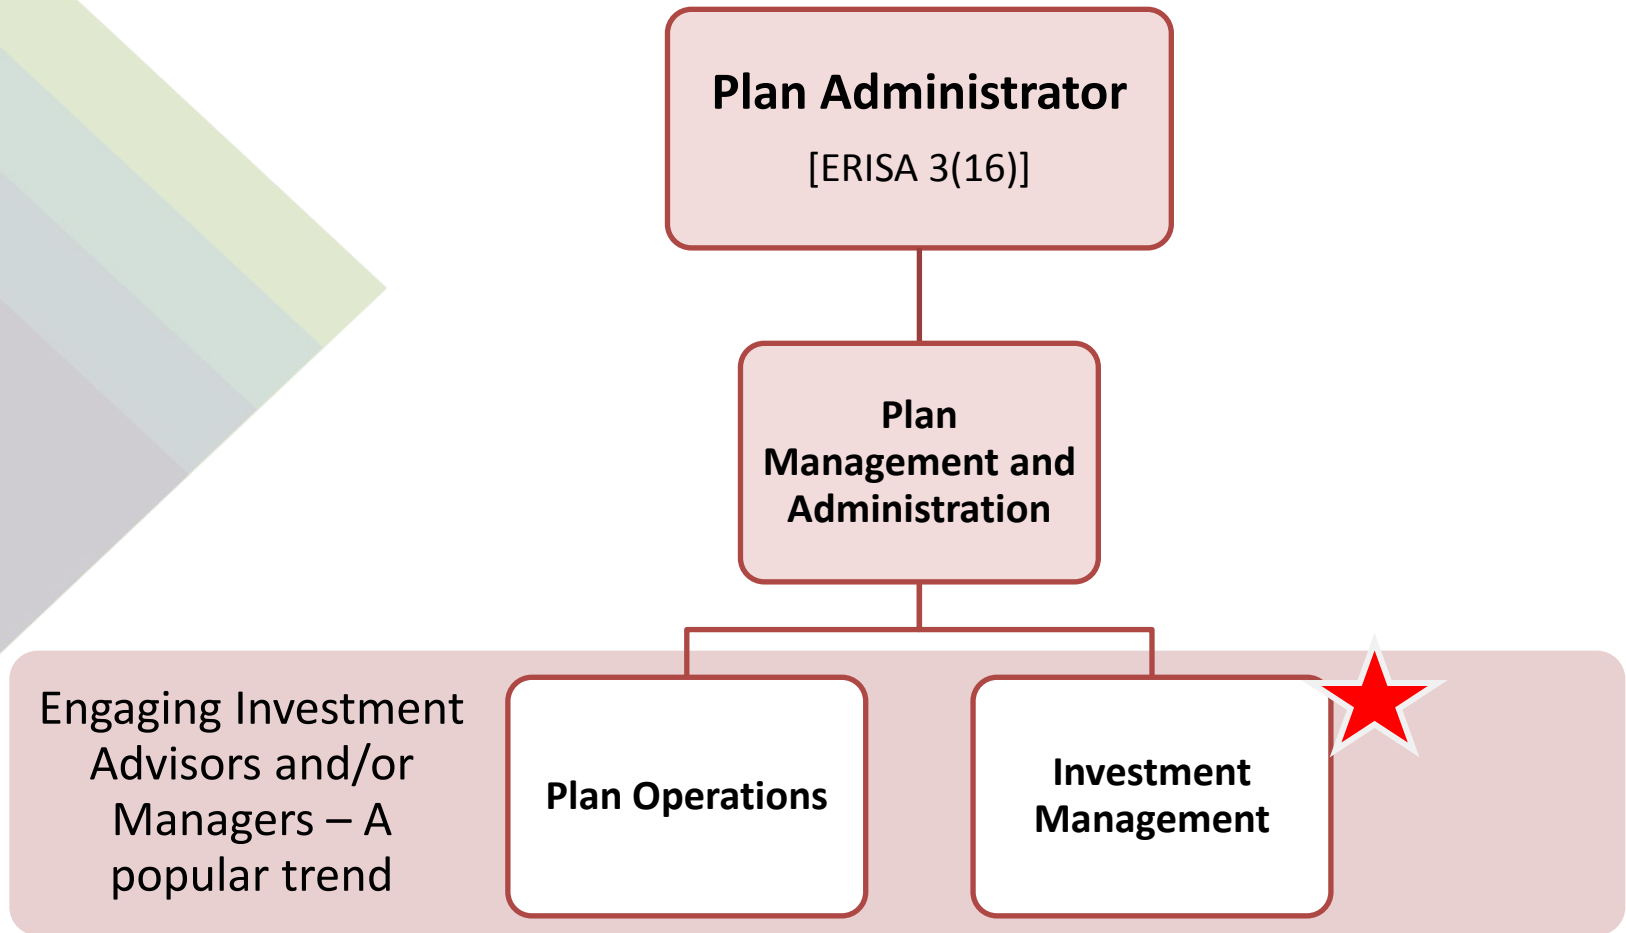 Plan Administrator
[ERISA 3(16)]
Plan
Management and
Administration
Engaging Investment
Advisors and/or
Managers – A
popular trend
Plan Operations
Investment
Management